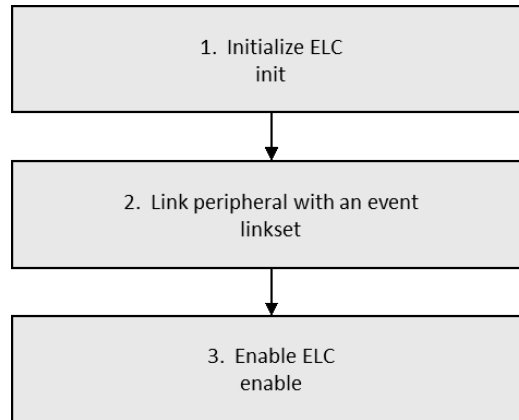 1. Initialize ELC
init
2. Link peripheral with an event
linkset
3. Enable ELC
enable